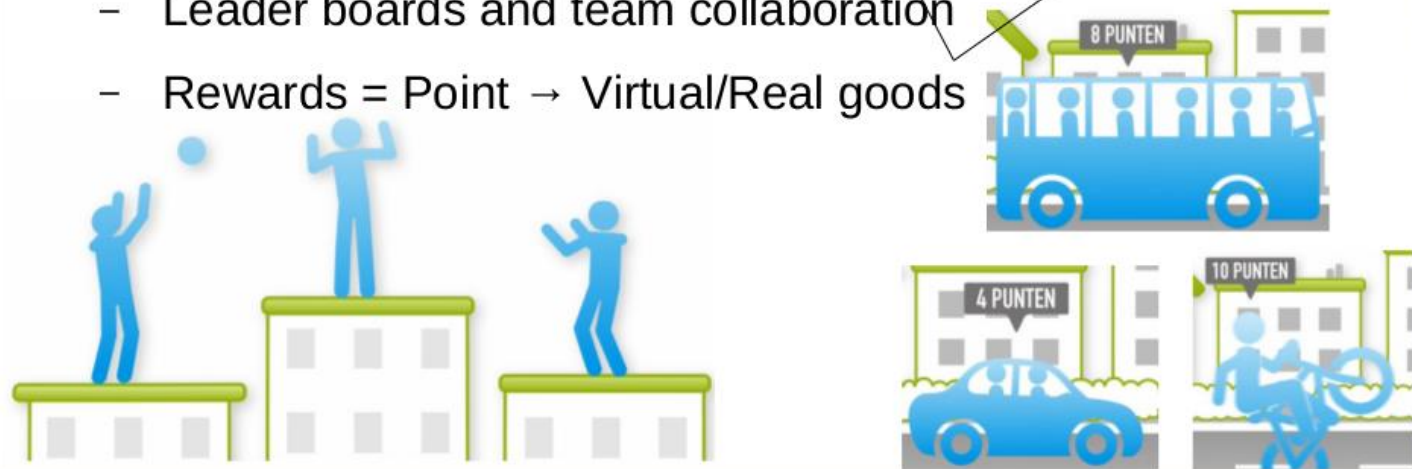 – Leader boards and team collaboration
– Rewards = Point → Virtual/Real goods
8 PUNTEN
4 PUNTEN
10 PUNTEN